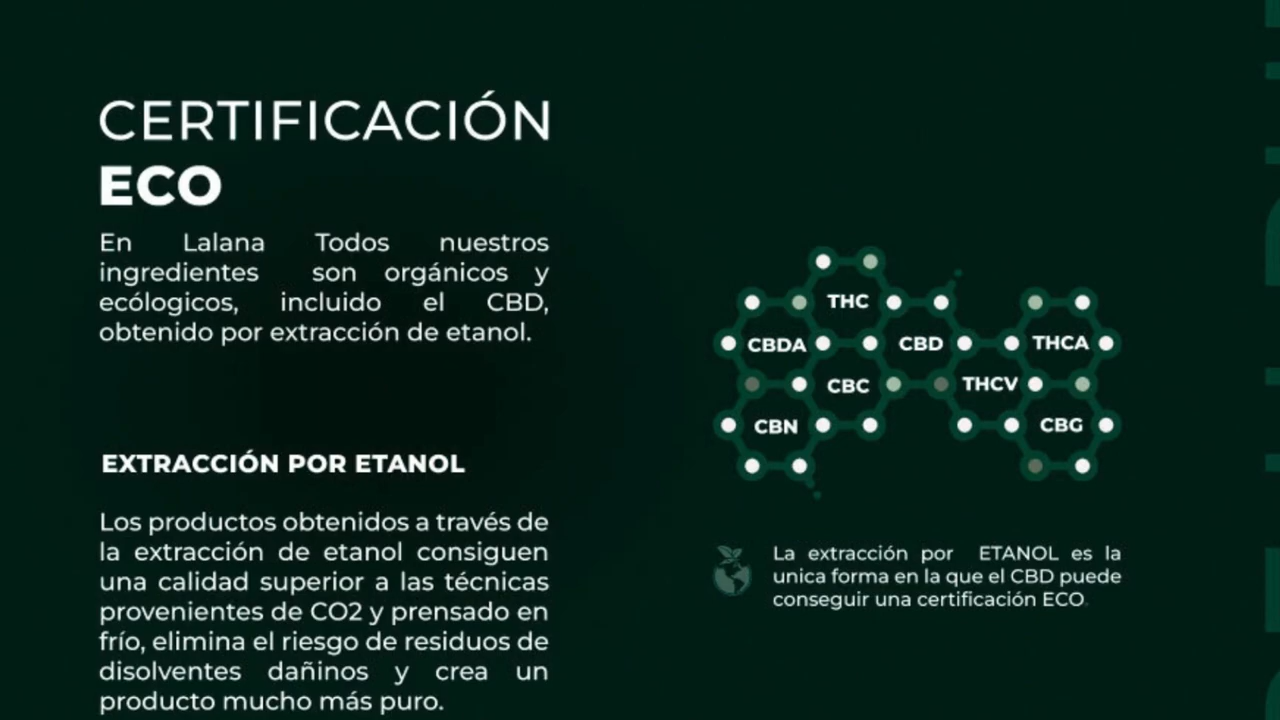 CERTIFICACIÓN
ECO
En Lalana Todos nuestros
ingredientes son orgánicos y
ecólogicos, incluido el CBD,
obtenido por extracción de etanol.
EXTRACCIÓN POR ETANOL
Los productos obtenidos a través de
la extracción de etanol consiguen
una calidad superior a las técnicas
provenientes de CO2 y prensado en
frío, elimina el riesgo de residuos de
disolventes dañinos y crea un
producto mucho más puro.
THC
CBDA
CBD
THCA
CBC
THCV
CBN
CBG
La extracción por ETANOL es la
unica forma en la que el CBD puede
conseguir una certificación ECO.